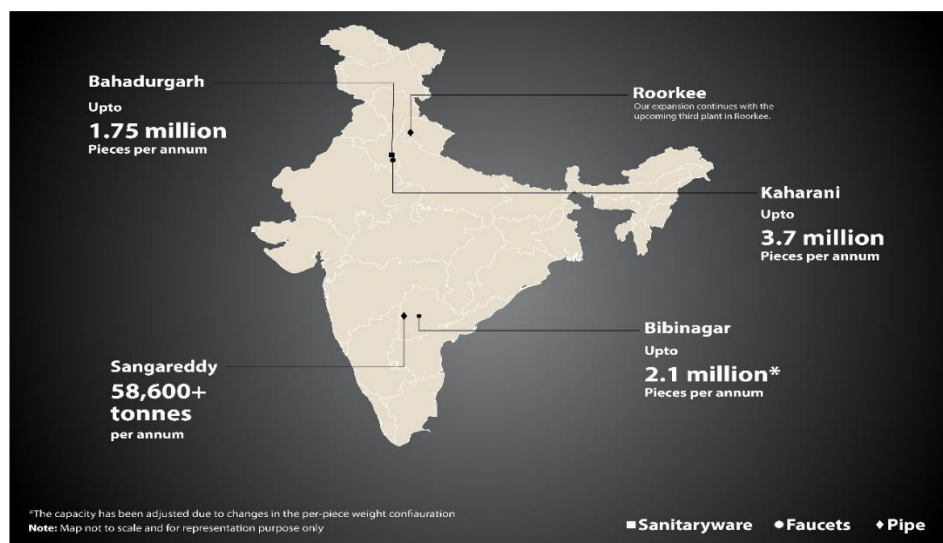 Bahadurgarh
Upto
1.75 million
Pieces per annum
Roorkee
Our expansion continues with the
upcoming third plant in Roorkee.
Kaharani
Upto
3.7 million
Pieces per annum
Bibinagar
Upto
2.1 million*
Pieces per annum
Sangareddy
58,600+
tonnes
per annum
*The capacity has been adjusted due to changes in the per-piece weight confiauration
Note: Map not to scale and for representation purpose only
Sanitaryware Faucets Pipe